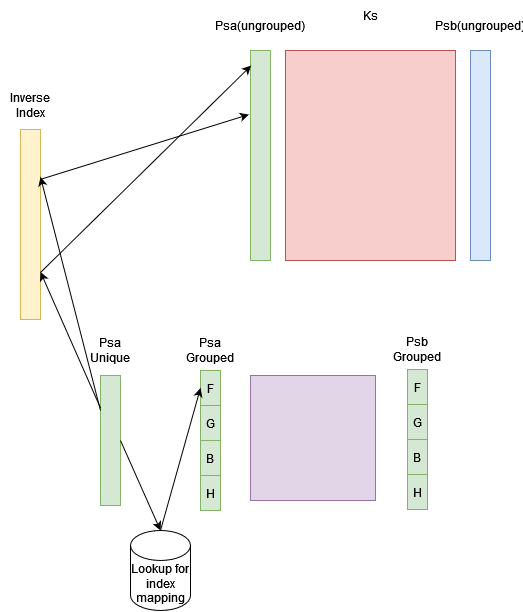 Ks
Psa(ungrouped)
Psb(ungrouped)
Inverse
Index
Psa
Unique
Psa
Grouped
Psb
Grouped
F
G
B
H
F
G
B
H
Lookup for
index
mapping